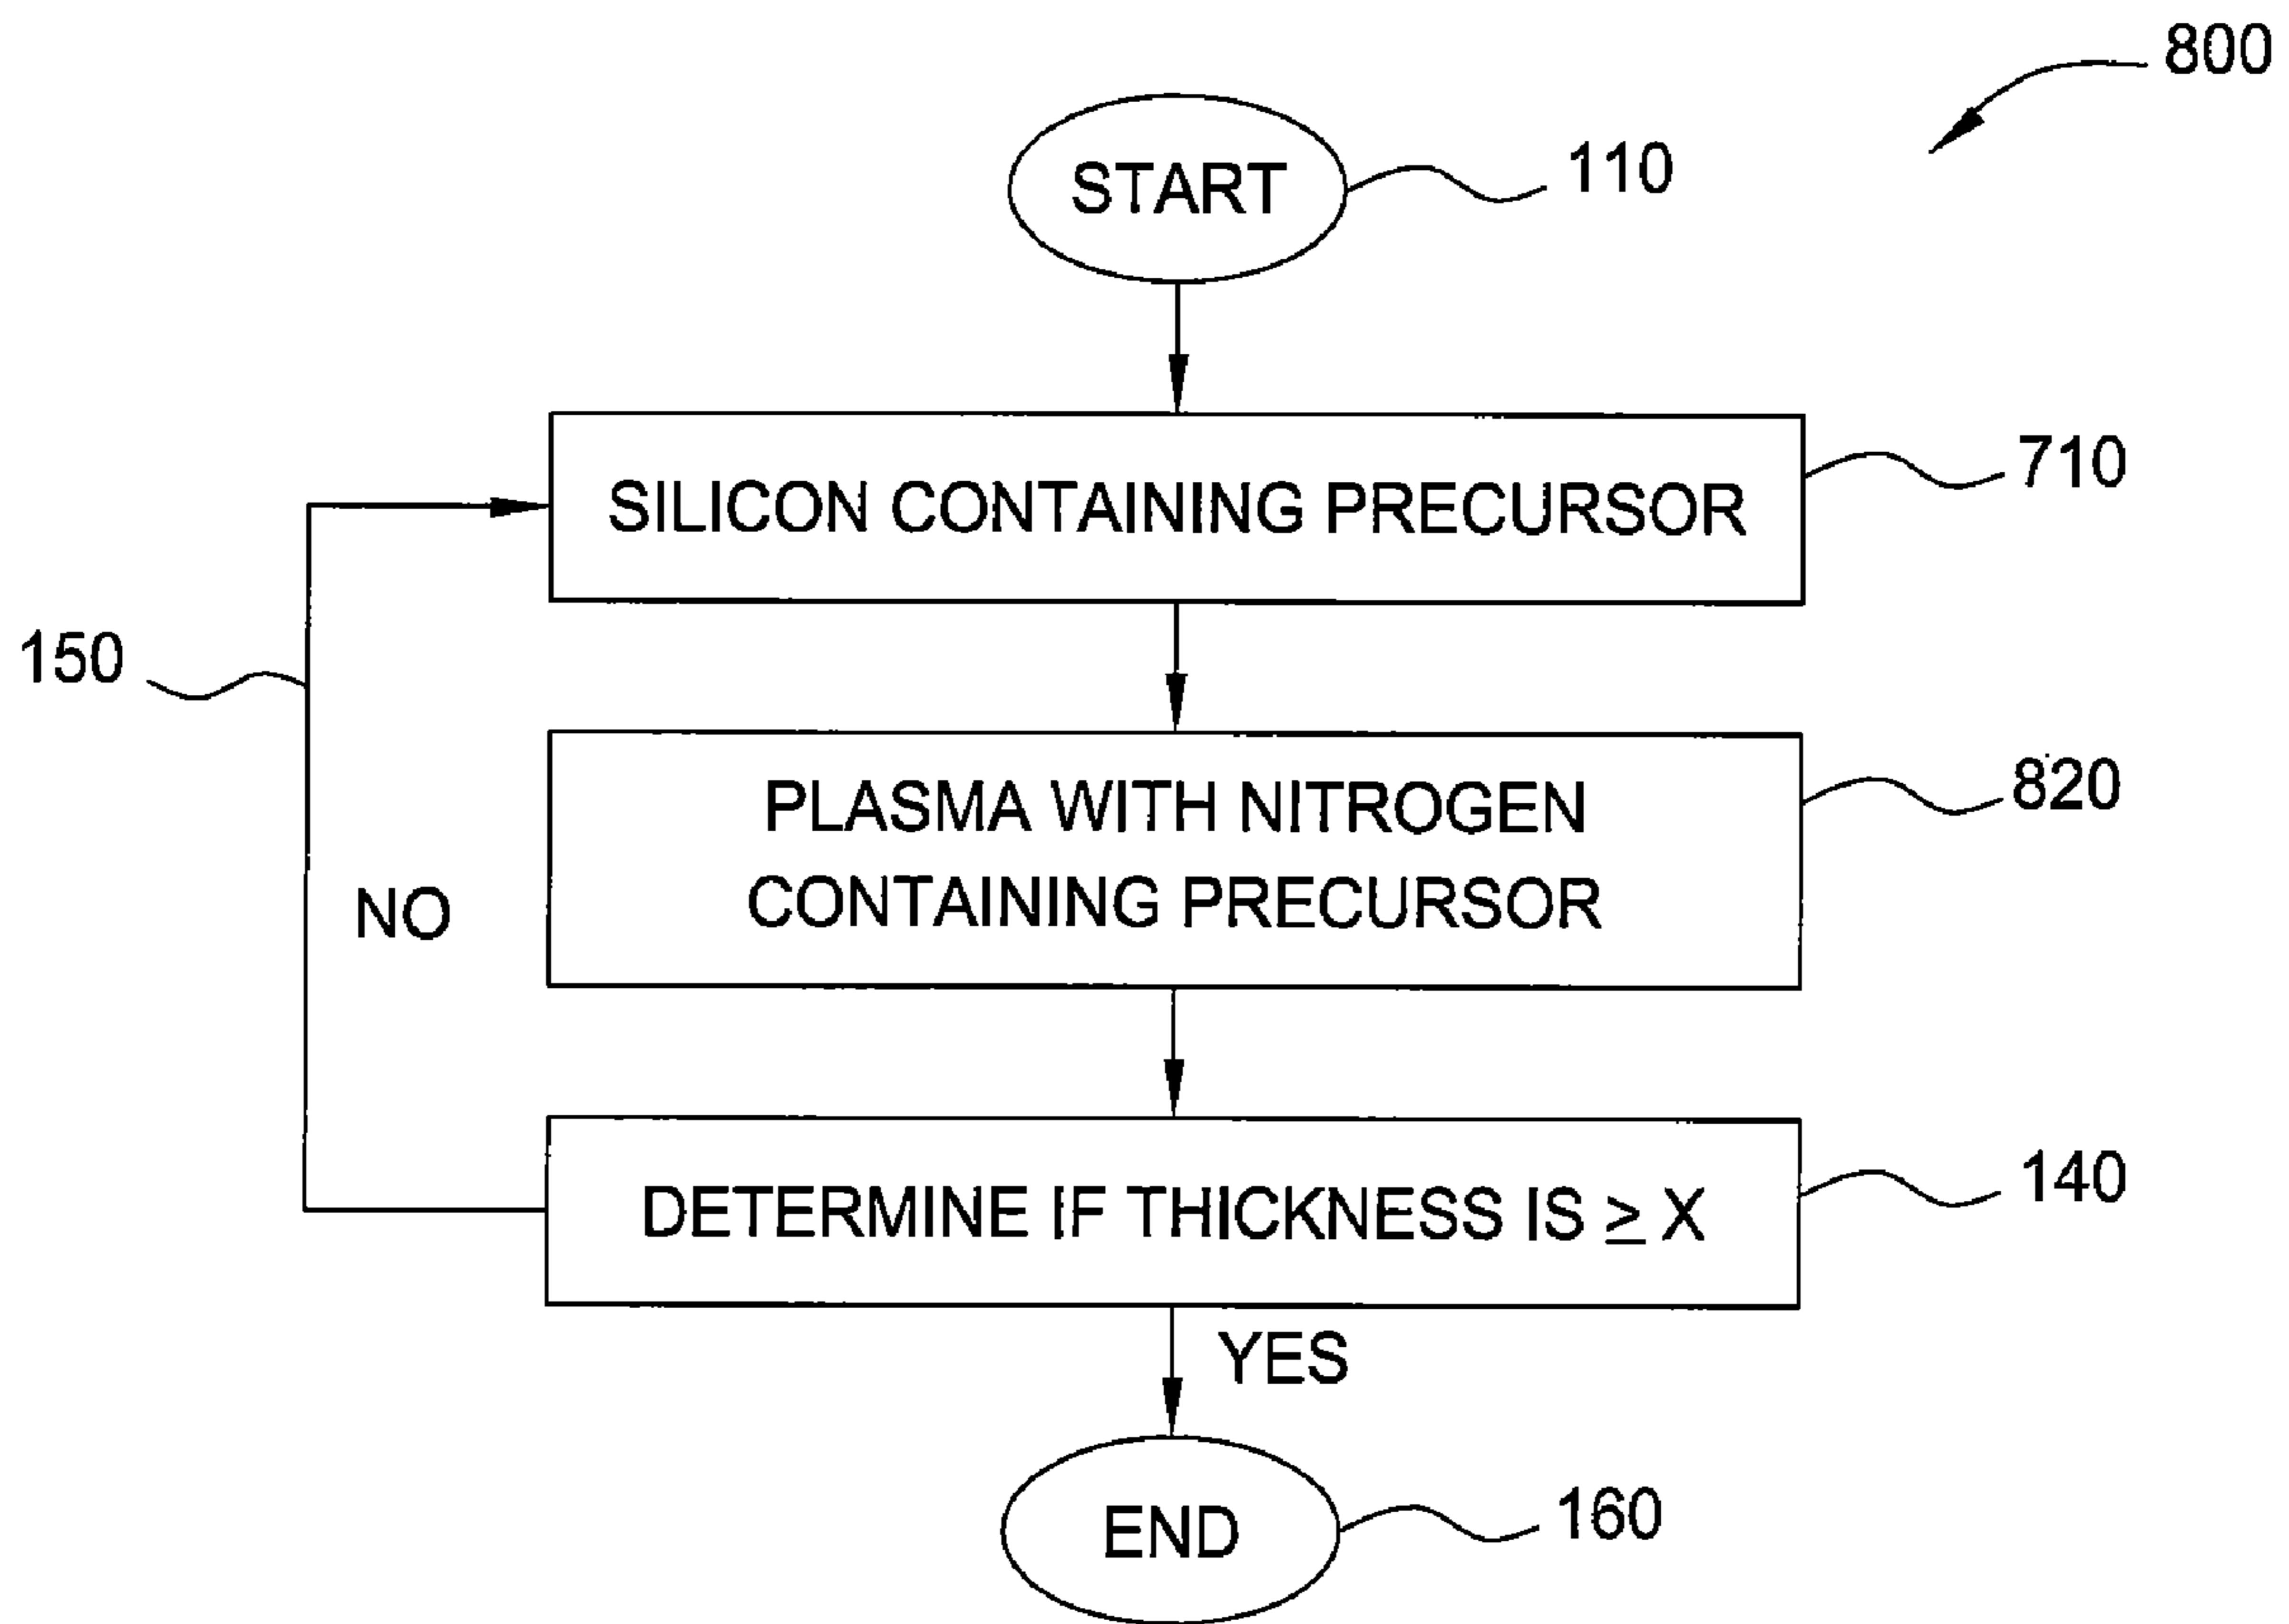 800
START
110
SILICON CONTAINING PRECURSOR
710
150
PLASMA WITH NITROGEN
CONTAINING PRECURSOR
820
NO
DETERMINE IF THICKNESS IS ≥ X
140
YES
END
160